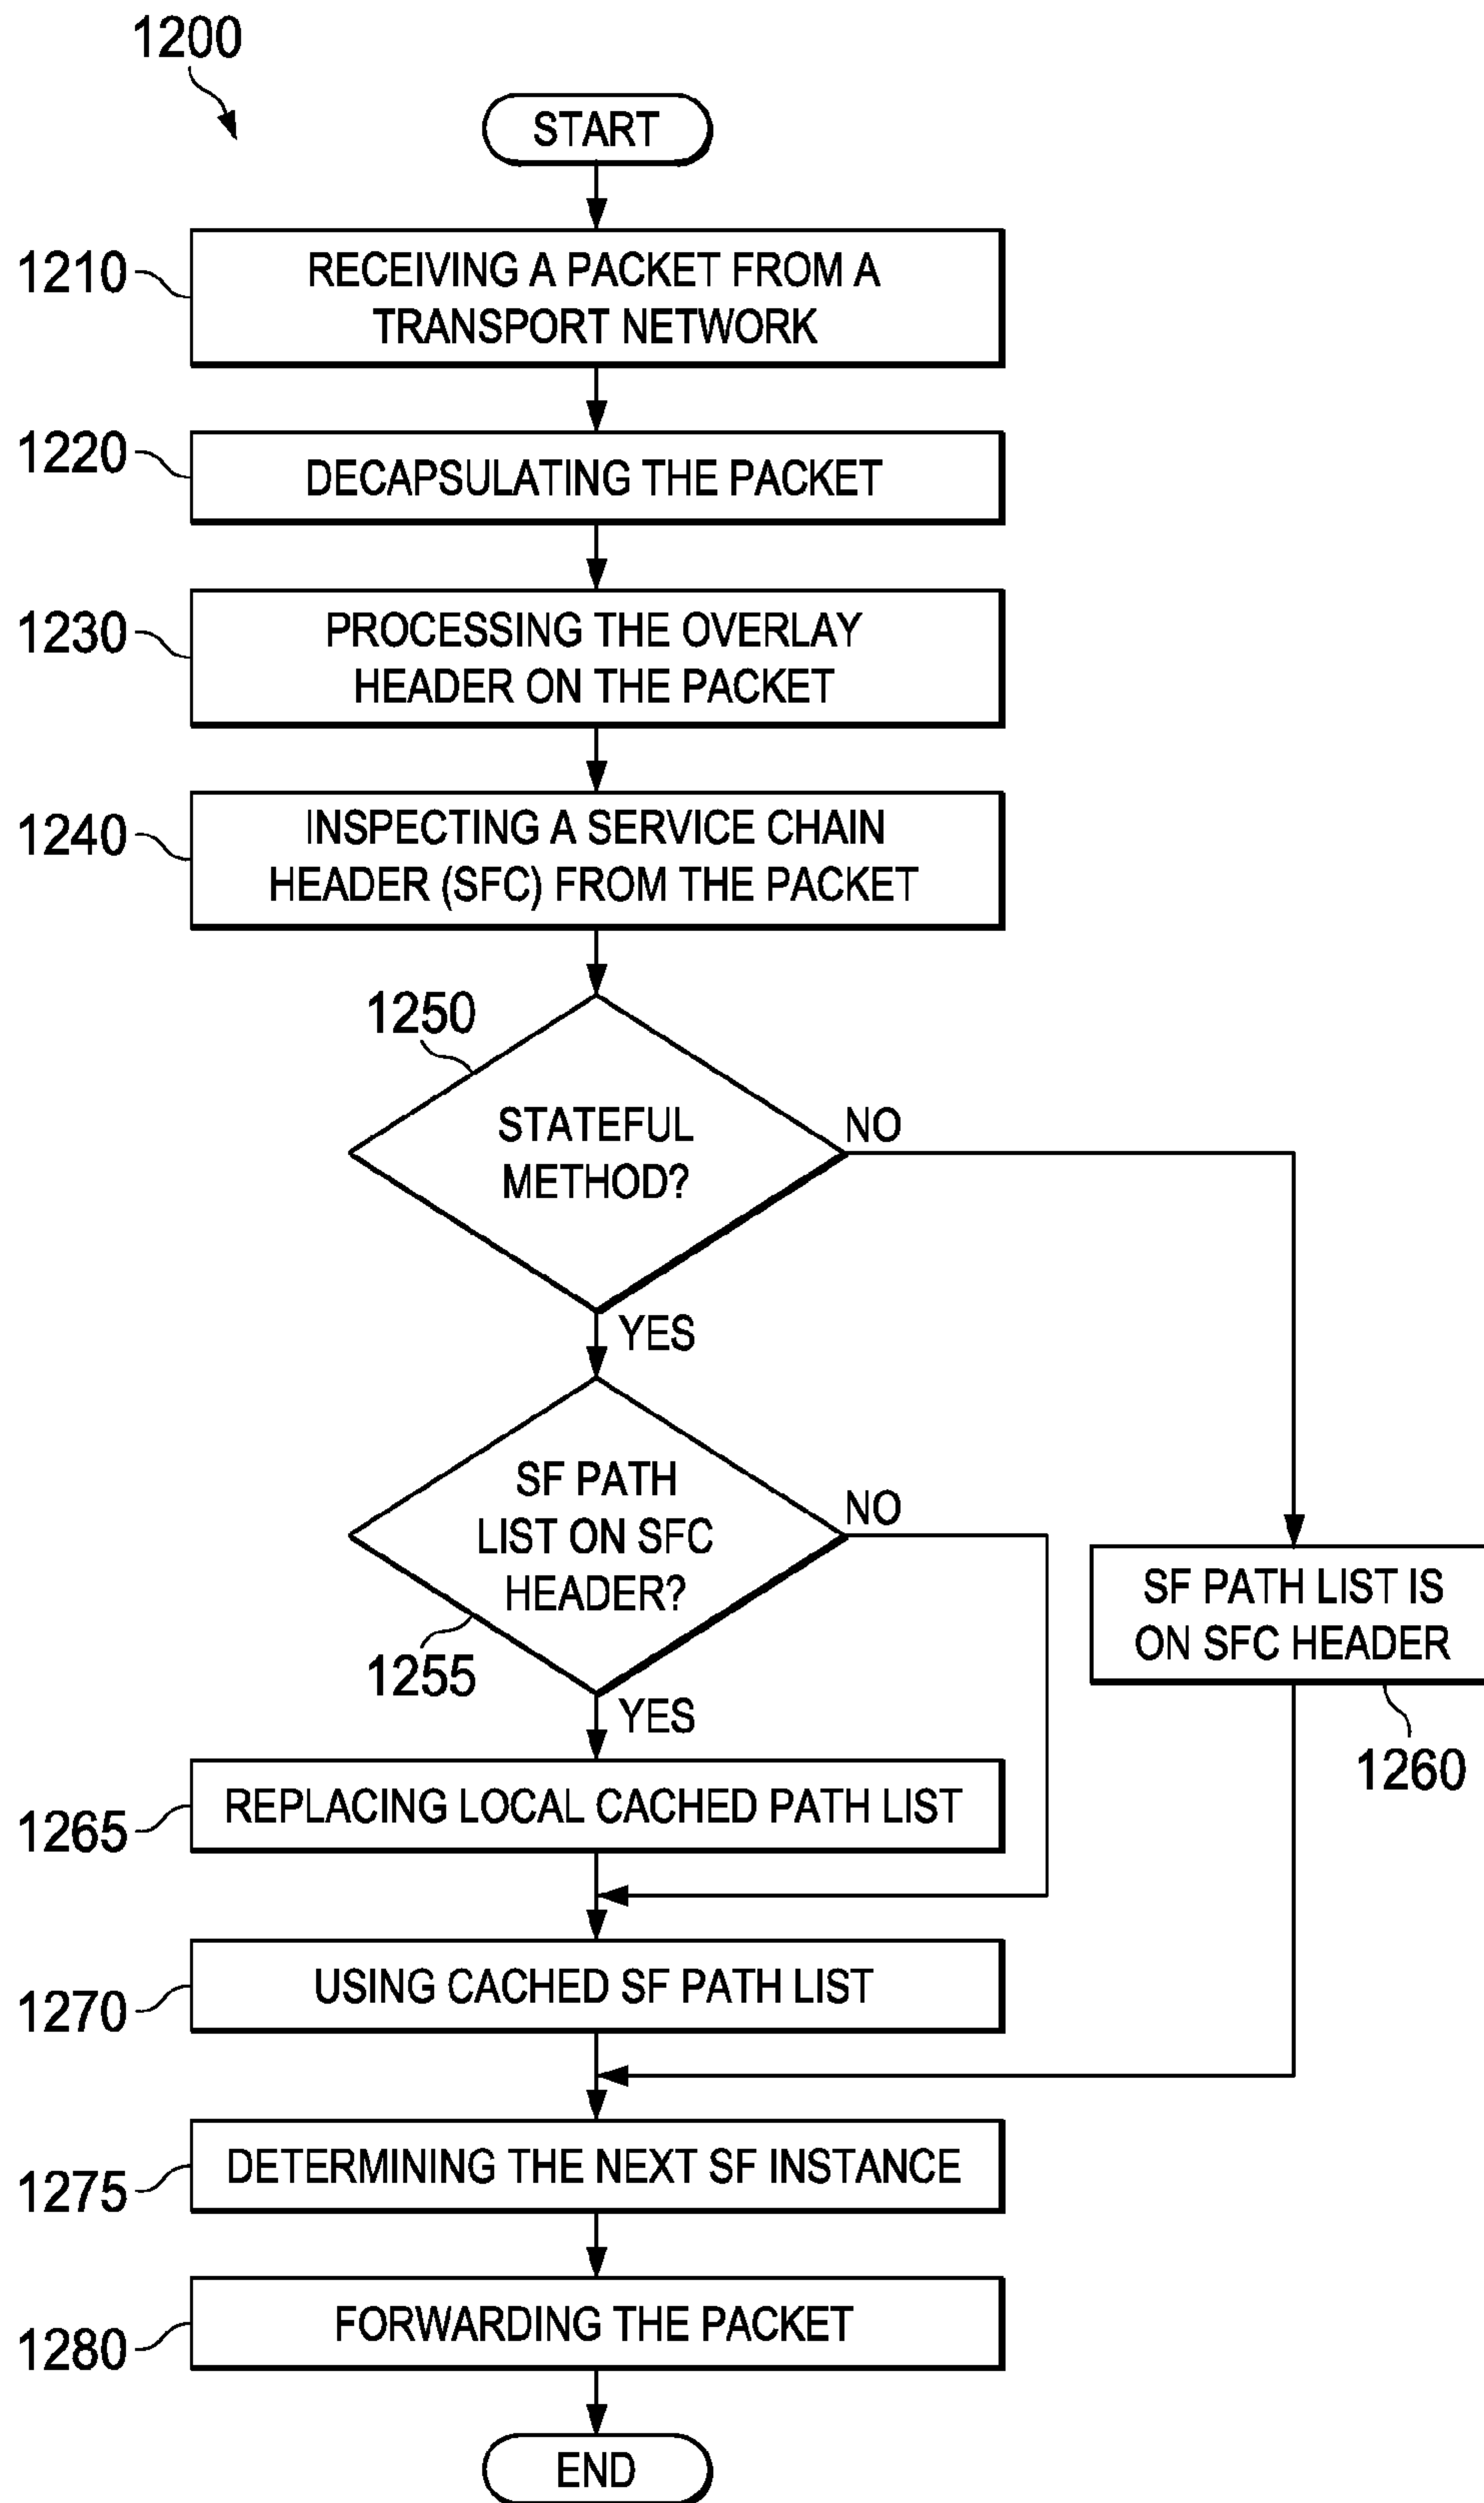 1200
START
1210
RECEIVING A PACKET FROM A
TRANSPORT NETWORK
1220
DECAPSULATING THE PACKET
1230
PROCESSING THE OVERLAY
HEADER ON THE PACKET
1240
INSPECTING A SERVICE CHAIN
HEADER (SFC) FROM THE PACKET
1250
STATEFUL
METHOD?
NO
YES
SF PATH
LIST ON SFC
HEADER?
NO
1255
YES
SF PATH LIST IS
ON SFC HEADER
1260
1265
REPLACING LOCAL CACHED PATH LIST
1270
USING CACHED SF PATH LIST
1275
DETERMINING THE NEXT SF INSTANCE
1280
FORWARDING THE PACKET
END